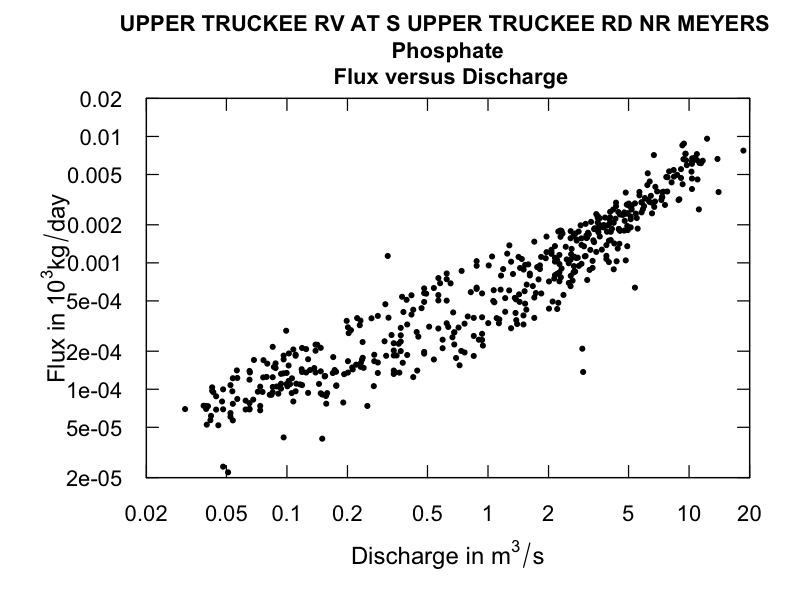 UPPER TRUCKEE RV AT S UPPER TRUCKEE RD NR MEYERS
Phosphate
Flux versus Discharge
0.02
0.01
0.005
0.002
0.001
5e-04
2e-04
1e-04
5e-05
2e-05
Flux in 10³kg/day
0.02 0.05 0.1 0.2 0.5 1 2 5 10 20
Discharge in m³/s